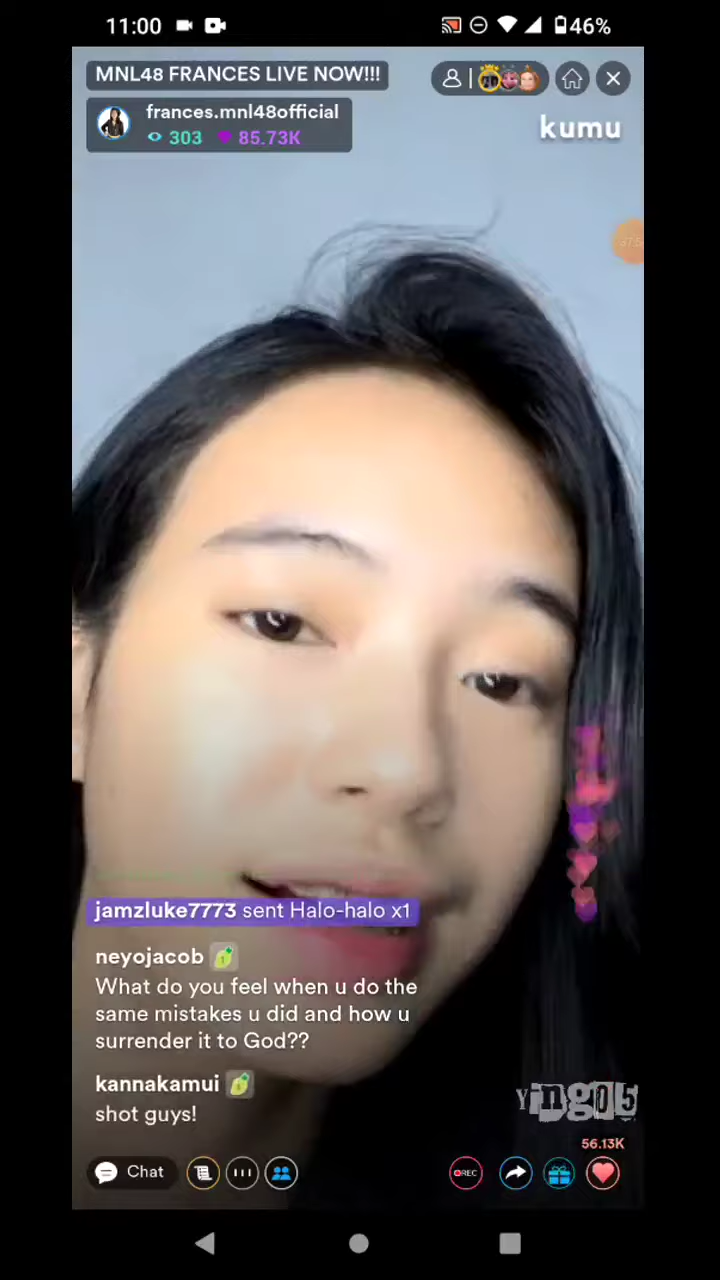 11:00
46%
MNL48 FRANCES LIVE NOW!!!
frances.mnl48official
303 85.73K
kumu
jamzluke7773 sent Halo-halo x1
neyojacob
What do you feel when u do the
same mistakes u did and how u
surrender it to God??
kannakamui
shot guys!
Ying05
56.13K
Chat
REC